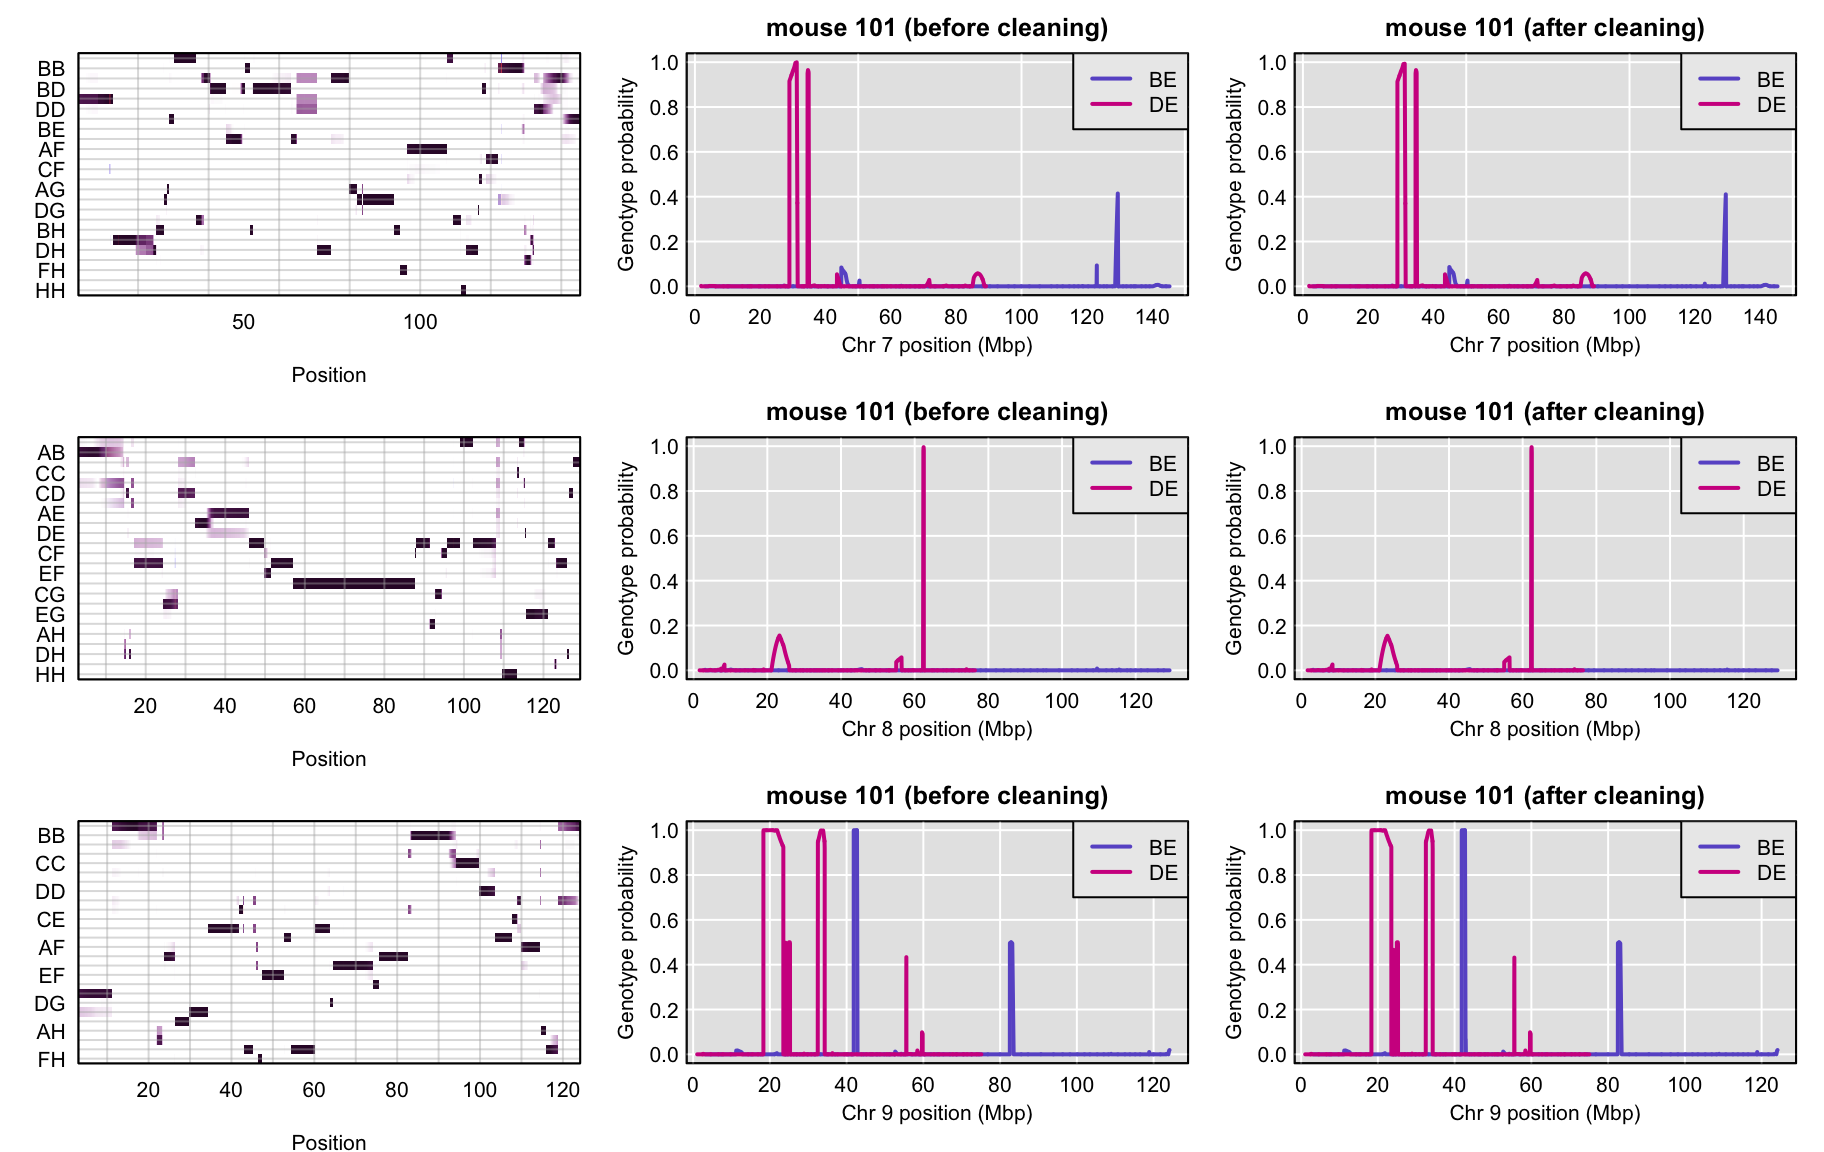 BB
BD
DD
BE
AF
CF
AG
DG
BH
DH
FH
HH
50 100
Position
mouse 101 (before cleaning)
Genotype probability
1.0
0.8
0.6
0.4
0.2
0.0
BE
DE
0 20 40 60 80 100 120 140
Chr 7 position (Mbp)
mouse 101 (after cleaning)
Genotype probability
1.0
0.8
0.6
0.4
0.2
0.0
BE
DE
0 20 40 60 80 100 120 140
Chr 7 position (Mbp)
AB
CC
CD
AE
DE
CF
EF
CG
EG
AH
DH
HH
20 40 60 80 100 120
Position
mouse 101 (before cleaning)
Genotype probability
1.0
0.8
0.6
0.4
0.2
0.0
BE
DE
0 20 40 60 80 100 120
Chr 8 position (Mbp)
mouse 101 (after cleaning)
Genotype probability
1.0
0.8
0.6
0.4
0.2
0.0
BE
DE
0 20 40 60 80 100 120
Chr 8 position (Mbp)
BB
CC
DD
CE
AF
EF
DG
AH
FH
20 40 60 80 100 120
Position
mouse 101 (before cleaning)
Genotype probability
1.0
0.8
0.6
0.4
0.2
0.0
BE
DE
0 20 40 60 80 100 120
Chr 9 position (Mbp)
mouse 101 (after cleaning)
Genotype probability
1.0
0.8
0.6
0.4
0.2
0.0
BE
DE
0 20 40 60 80 100 120
Chr 9 position (Mbp)